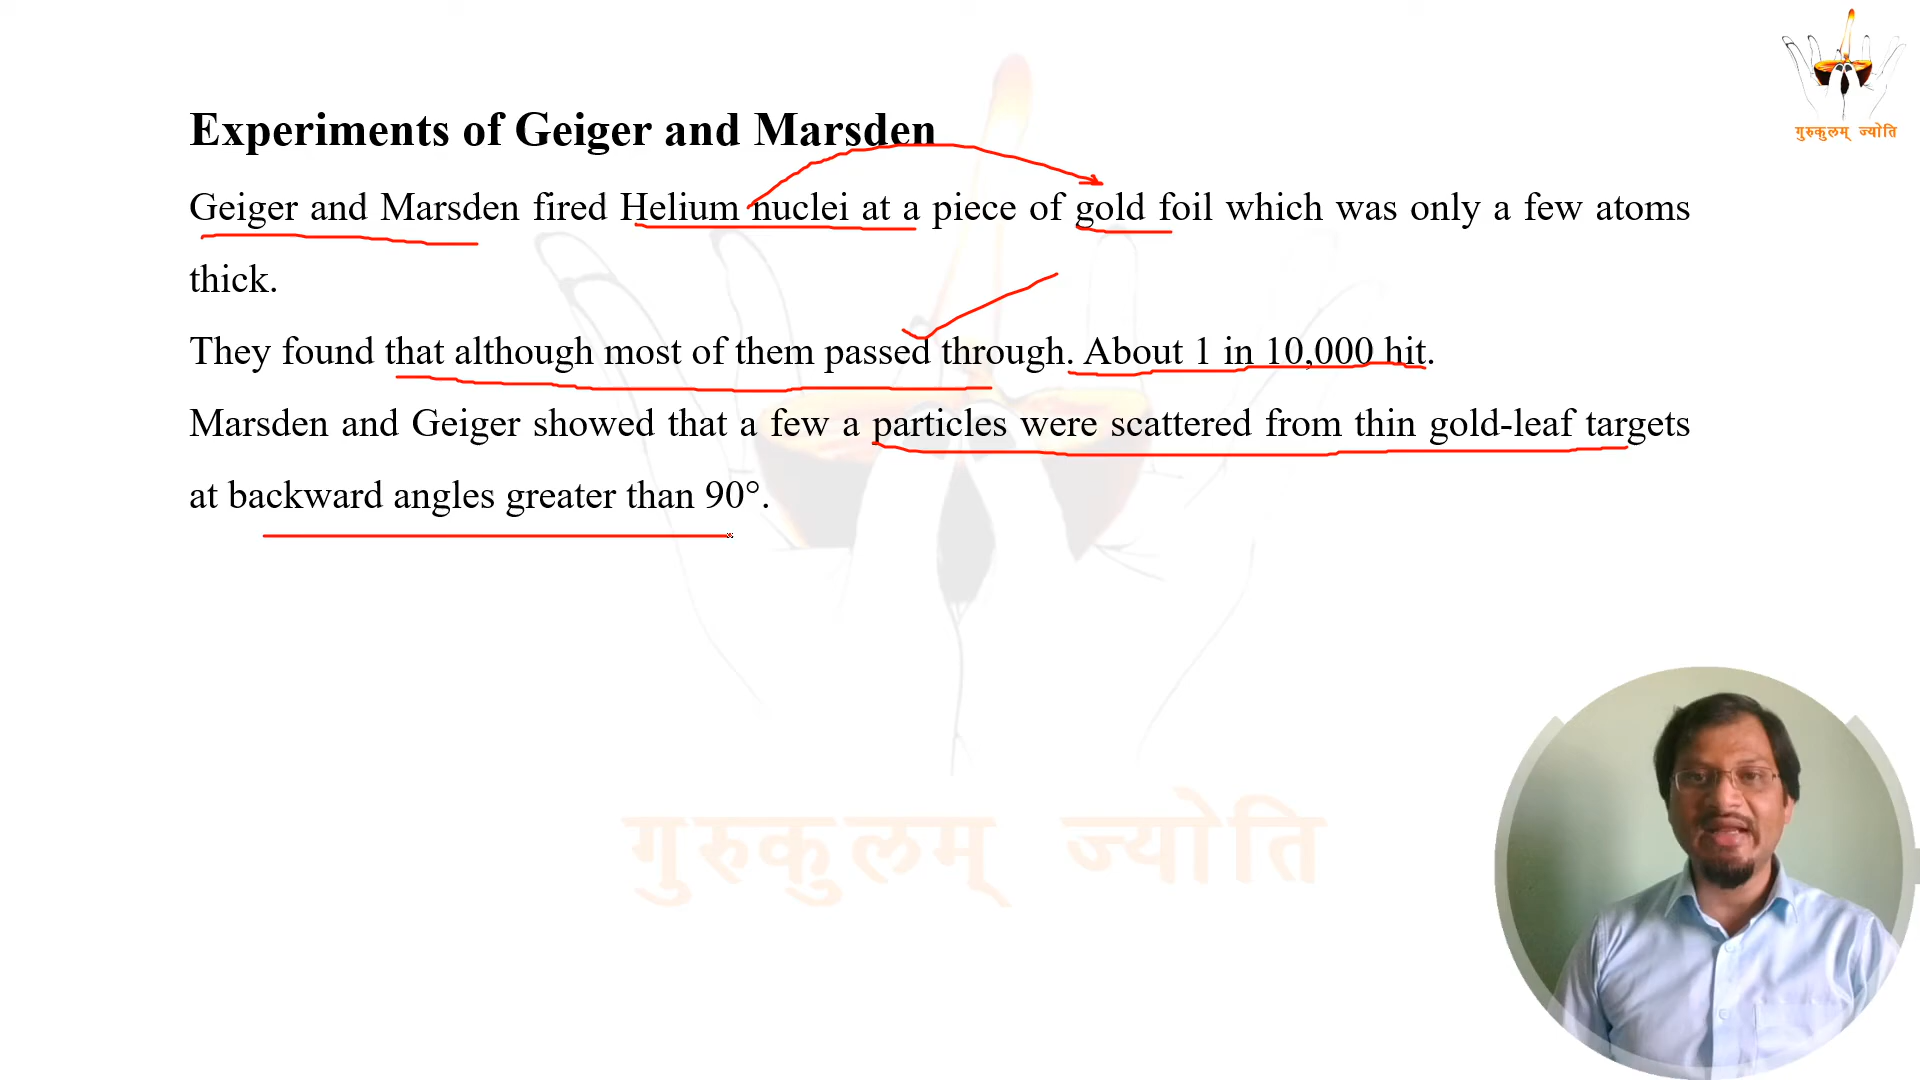 गुरुकुलम् ज्योति
Experiments of Geiger and Marsden
Geiger and Marsden fired Helium nuclei at a piece of gold foil which was only a few atoms
thick.
They found that although most of them passed through. About 1 in 10,000 hit.
Marsden and Geiger showed that a few a particles were scattered from thin gold-leaf targets
at backward angles greater than 90°.
गुरुकुलम् ज्योति